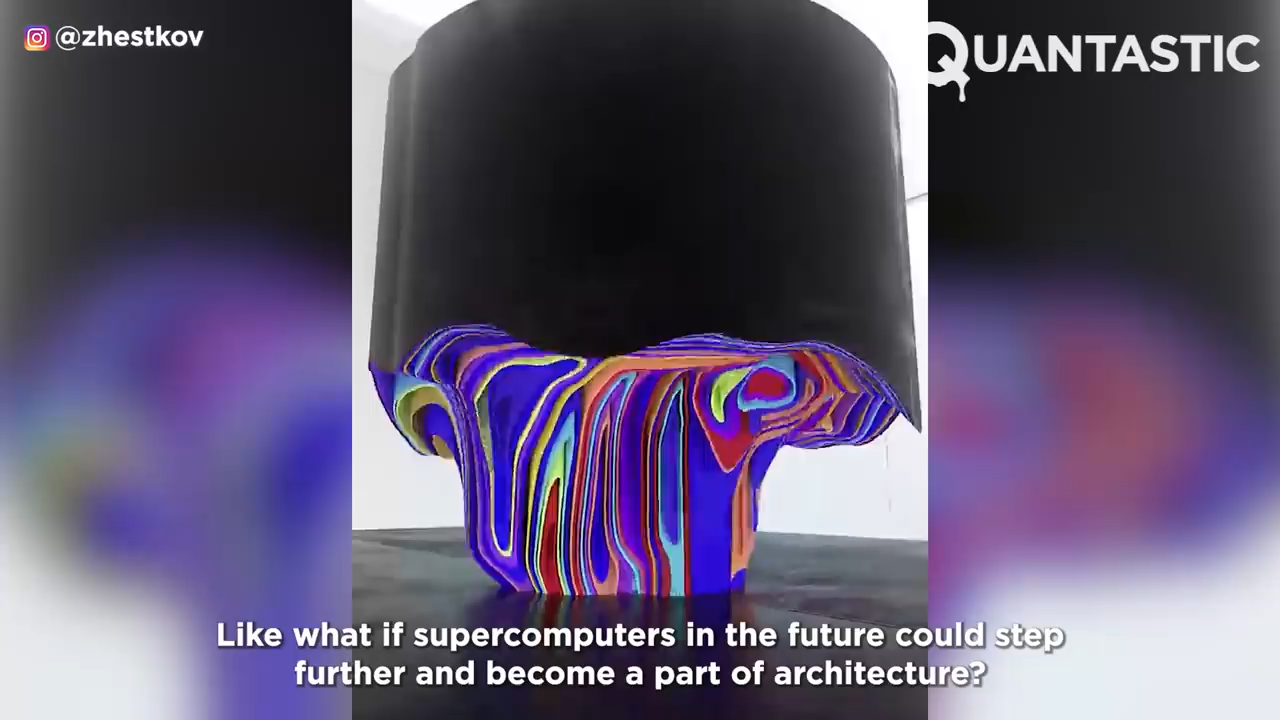 @zhestkov
QUANTASTIC
Like what if supercomputers in the future could step
further and become a part of architecture?